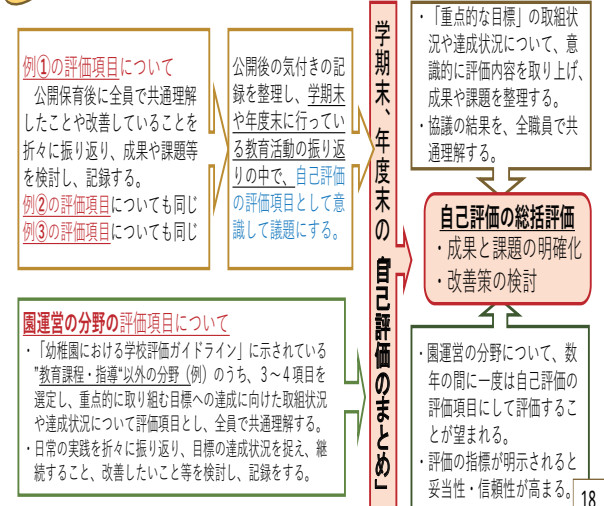 例①の評価項目について
公開保育後に全員で共通理解
したことや改善していることを
折々に振り返り、成果や課題等
を検討し、記録する。
例②の評価項目についても同じ
例③の評価項目についても同じ
公開後の気付きの記
録を整理し、学期末
や年度末に行ってい
る教育活動の振り返
りの中で、自己評価
の評価項目として意
識して議題にする。
園運営の分野の評価項目について
・「幼稚園における学校評価ガイドライン」に示されている
"教育課程・指導"以外の分野（例）のうち、３～４項目を
選定し、重点的に取り組む目標への達成に向けた取組状況
や達成状況について評価項目とし、全員で共通理解する。
・日常の実践を折々に振り返り、目標の達成状況を捉え、継
続すること、改善したいこと等を検討し、記録をする。
学期末、年度末の「自己評価のまとめ」
・「重点的な目標」の取組状
況や達成状況について、意
識的に評価内容を取り上げ、
成果や課題を整理する。
・協議の結果を、全職員で共
通理解する。
自己評価の総括評価
・成果と課題の明確化
・改善策の検討
・園運営の分野について、数
年の間に一度は自己評価の
評価項目にして評価するこ
とが望まれる。
・評価の指標が明示されると
妥当性・信頼性が高まる。
18